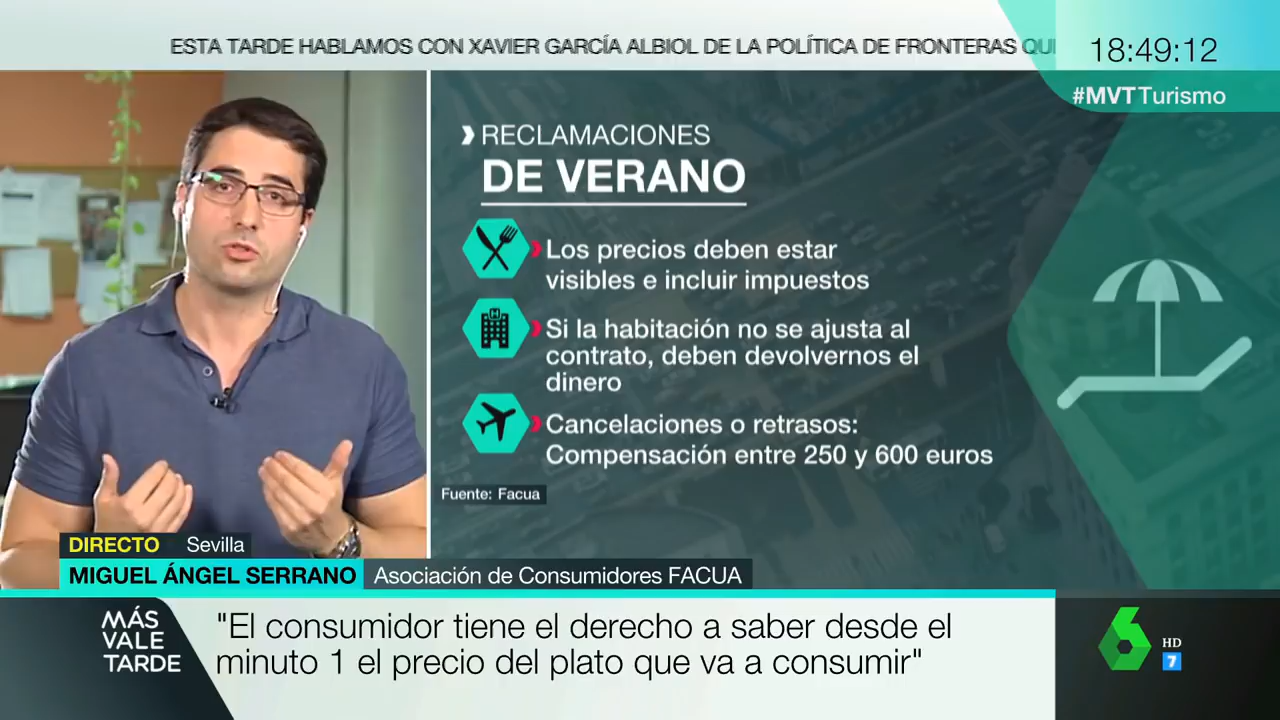 ESTA TARDE HABLAMOS CON XAVIER GARCÍA ALBIOL DE LA POLÍTICA DE FRONTERAS QUE
18:49:12
#MVTTurismo
RECLAMACIONES
DE VERANO
Los precios deben estar
visibles e incluir impuestos
H
Si la habitación no se ajusta al
contrato, deben devolvernos el
dinero
Cancelaciones o retrasos:
Compensación entre 250 y 600 euros
Fuente: Facua
DIRECTO Sevilla
MIGUEL ÁNGEL SERRANO Asociación de Consumidores FACUA
MÁS
VALE
TARDE
"El consumidor tiene el derecho a saber desde el
minuto 1 el precio del plato que va a consumir"
6
HD
7